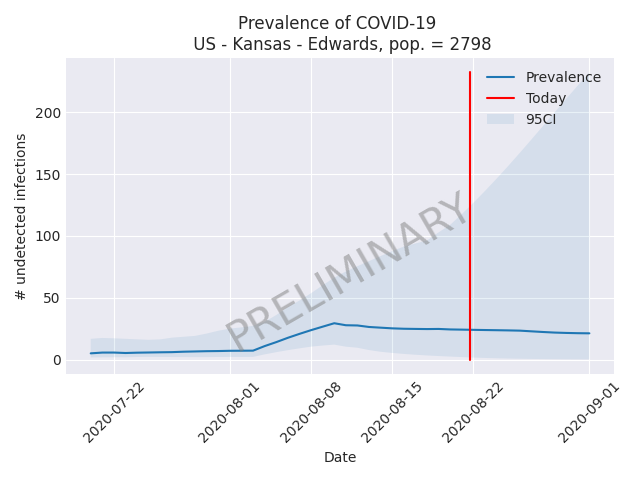 Prevalence of COVID-19
US - Kansas - Edwards, pop. = 2798
Prevalence
Today
95CI
# undetected infections
200
150
100
50
0
PRELIMINARY
2020-07-22
2020-08-01
2020-08-08
2020-08-15
2020-08-22
2020-09-01
Date